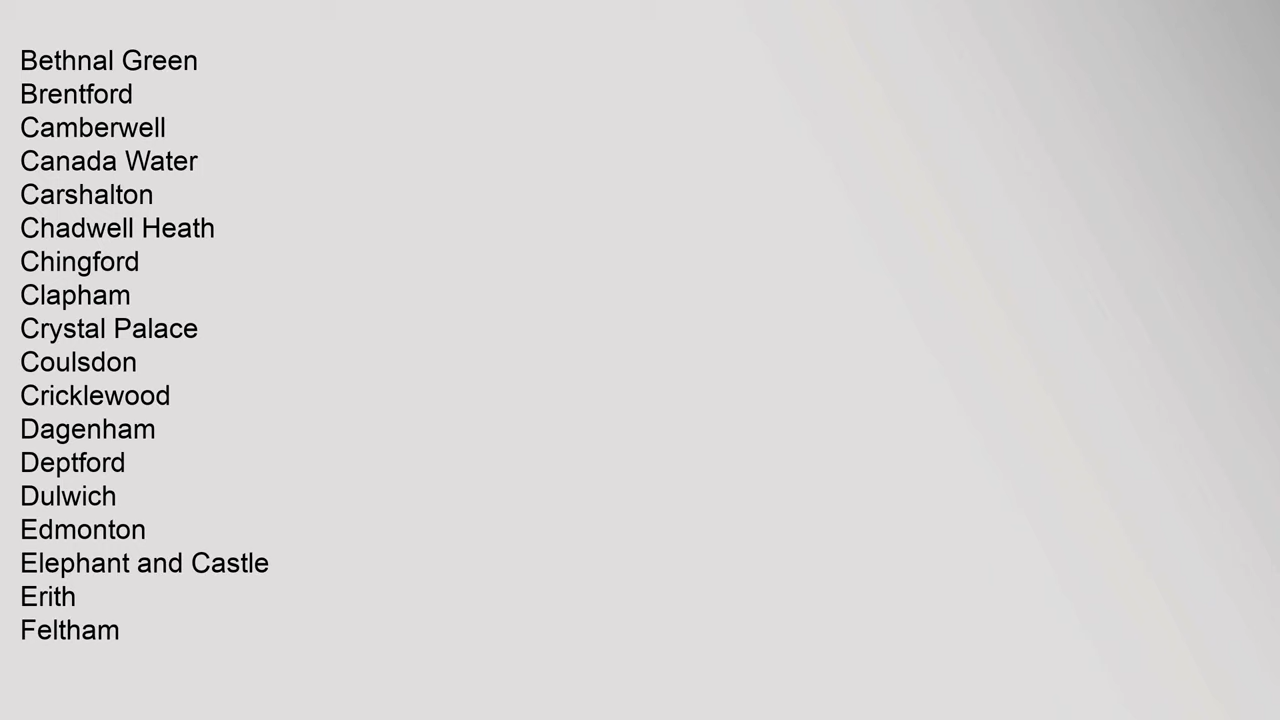 Bethnal Green
Brentford
Camberwell
Canada Water
Carshalton
Chadwell Heath
Chingford
Clapham
Crystal Palace
Coulsdon
Cricklewood
Dagenham
Deptford
Dulwich
Edmonton
Elephant and Castle
Erith
Feltham